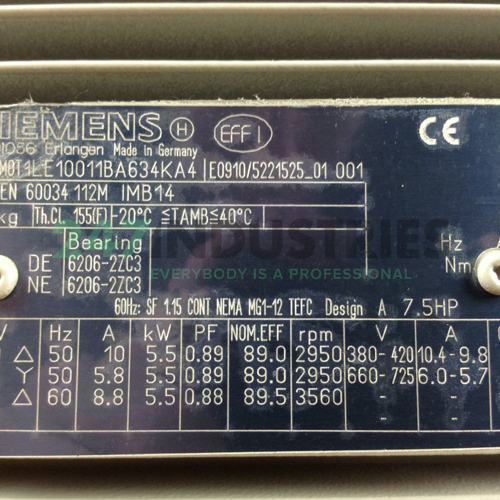 SIEMENS H EFF 1 CE
91056 Erlangen Made in Germany
MOT 1LE10011BA634KA4 E0910/5221525_01 001
EN 60034 112M IMB14
kg Th.Cl. 155(F) -20°C ≤TAMB≤40°C
247 INDUSTRIES
EVERYBODY IS A PROFESSIONAL
Bearing Hz
DE 6206-2ZC3 Nm
NE 6206-2ZC3
60Hz: SF 1.15 CONT NEMA MG1-12 TEFC Design A 7.5HP
V Hz A kW PF NOM.EFF rpm V A
△ 50 10 5.5 0.89 89.0 2950 380-420 10.4-9.8
Y 50 5.8 5.5 0.89 89.0 2950 660-725 6.0-5.7
△ 60 8.8 5.5 0.88 89.5 3560 - -
- -